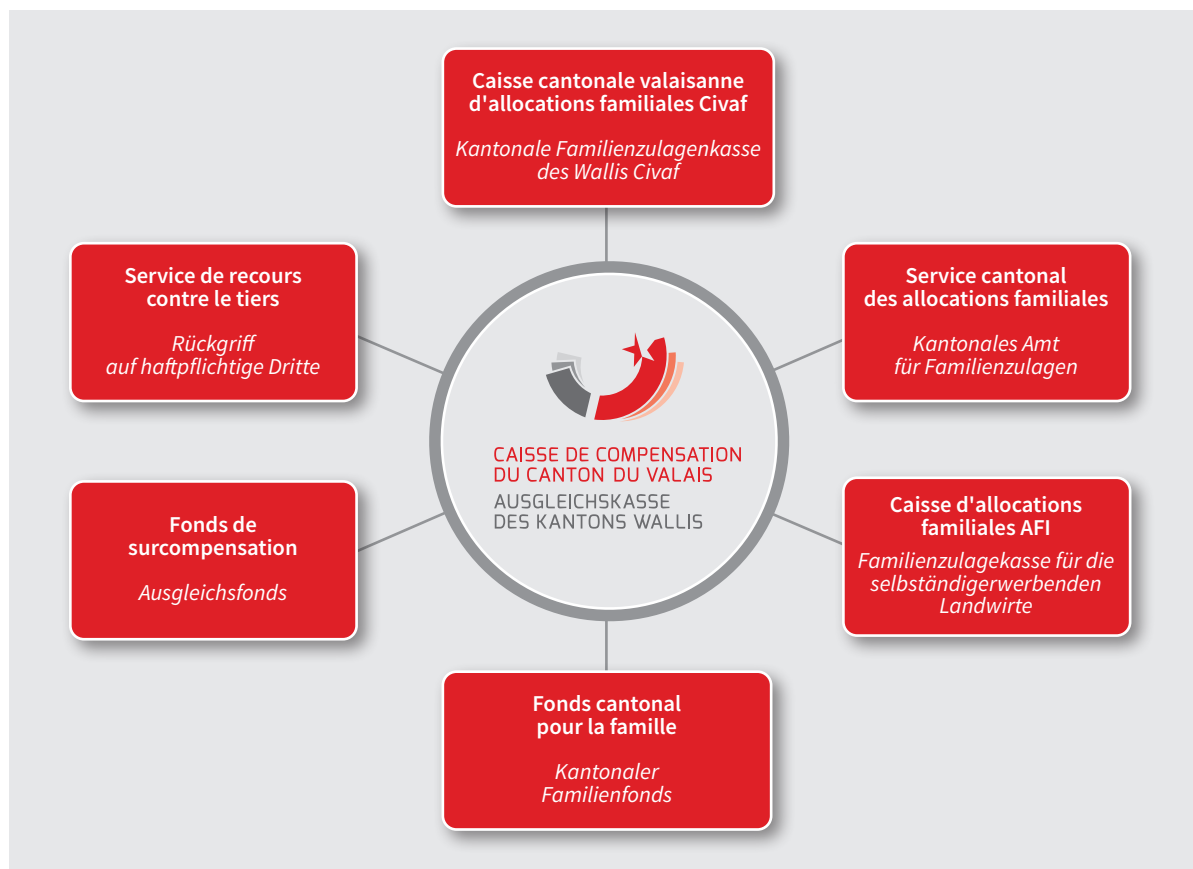 Caisse cantonale valaisanne
d'allocations familiales Civaf
Kantonale Familienzulagenkasse
des Wallis Civaf
Service de recours
contre le tiers
Rückgriff
auf haftpflichtige Dritte
Service cantonal
des allocations familiales
Kantonales Amt
für Familienzulagen
CAISSE DE COMPENSATION
DU CANTON DU VALAIS
AUSGLEICHSKASSE
DES KANTONS WALLIS
Fonds de
surcompensation
Ausgleichsfonds
Caisse d'allocations
familiales AFI
Familienzulagekasse für die
selbständigerwerbenden
Landwirte
Fonds cantonal
pour la famille
Kantonaler
Familienfonds